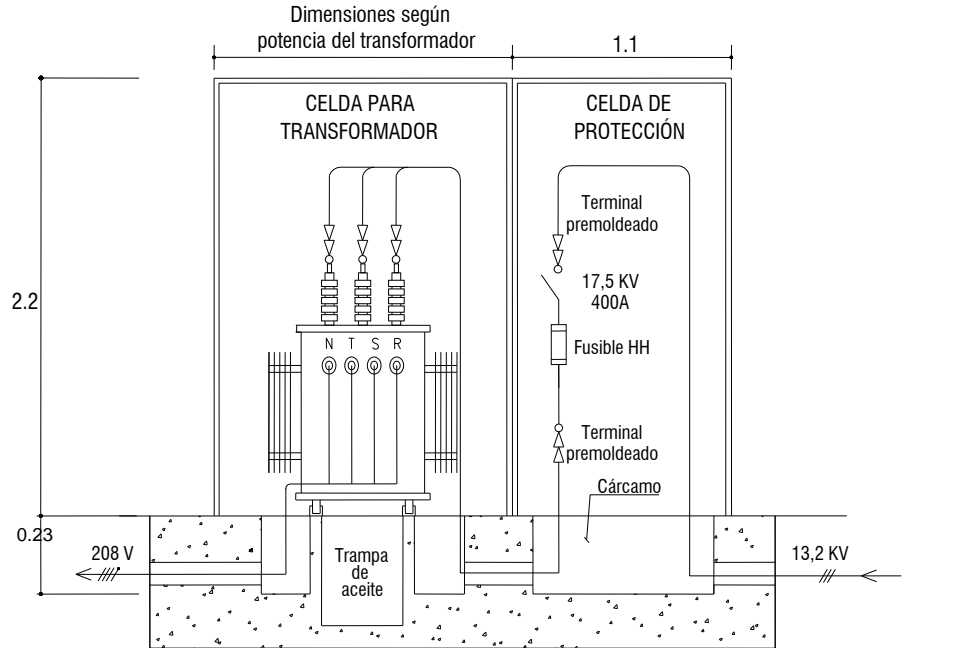 Dimensiones según
potencia del transformador
1.1
CELDA PARA
TRANSFORMADOR
CELDA DE
PROTECCIÓN
Terminal
premoldeado
17,5 KV
400A
2.2
N T S R
Fusible HH
Terminal
premoldeado
Cárcamo
0.23
208 V
Trampa
de
aceite
13,2 KV